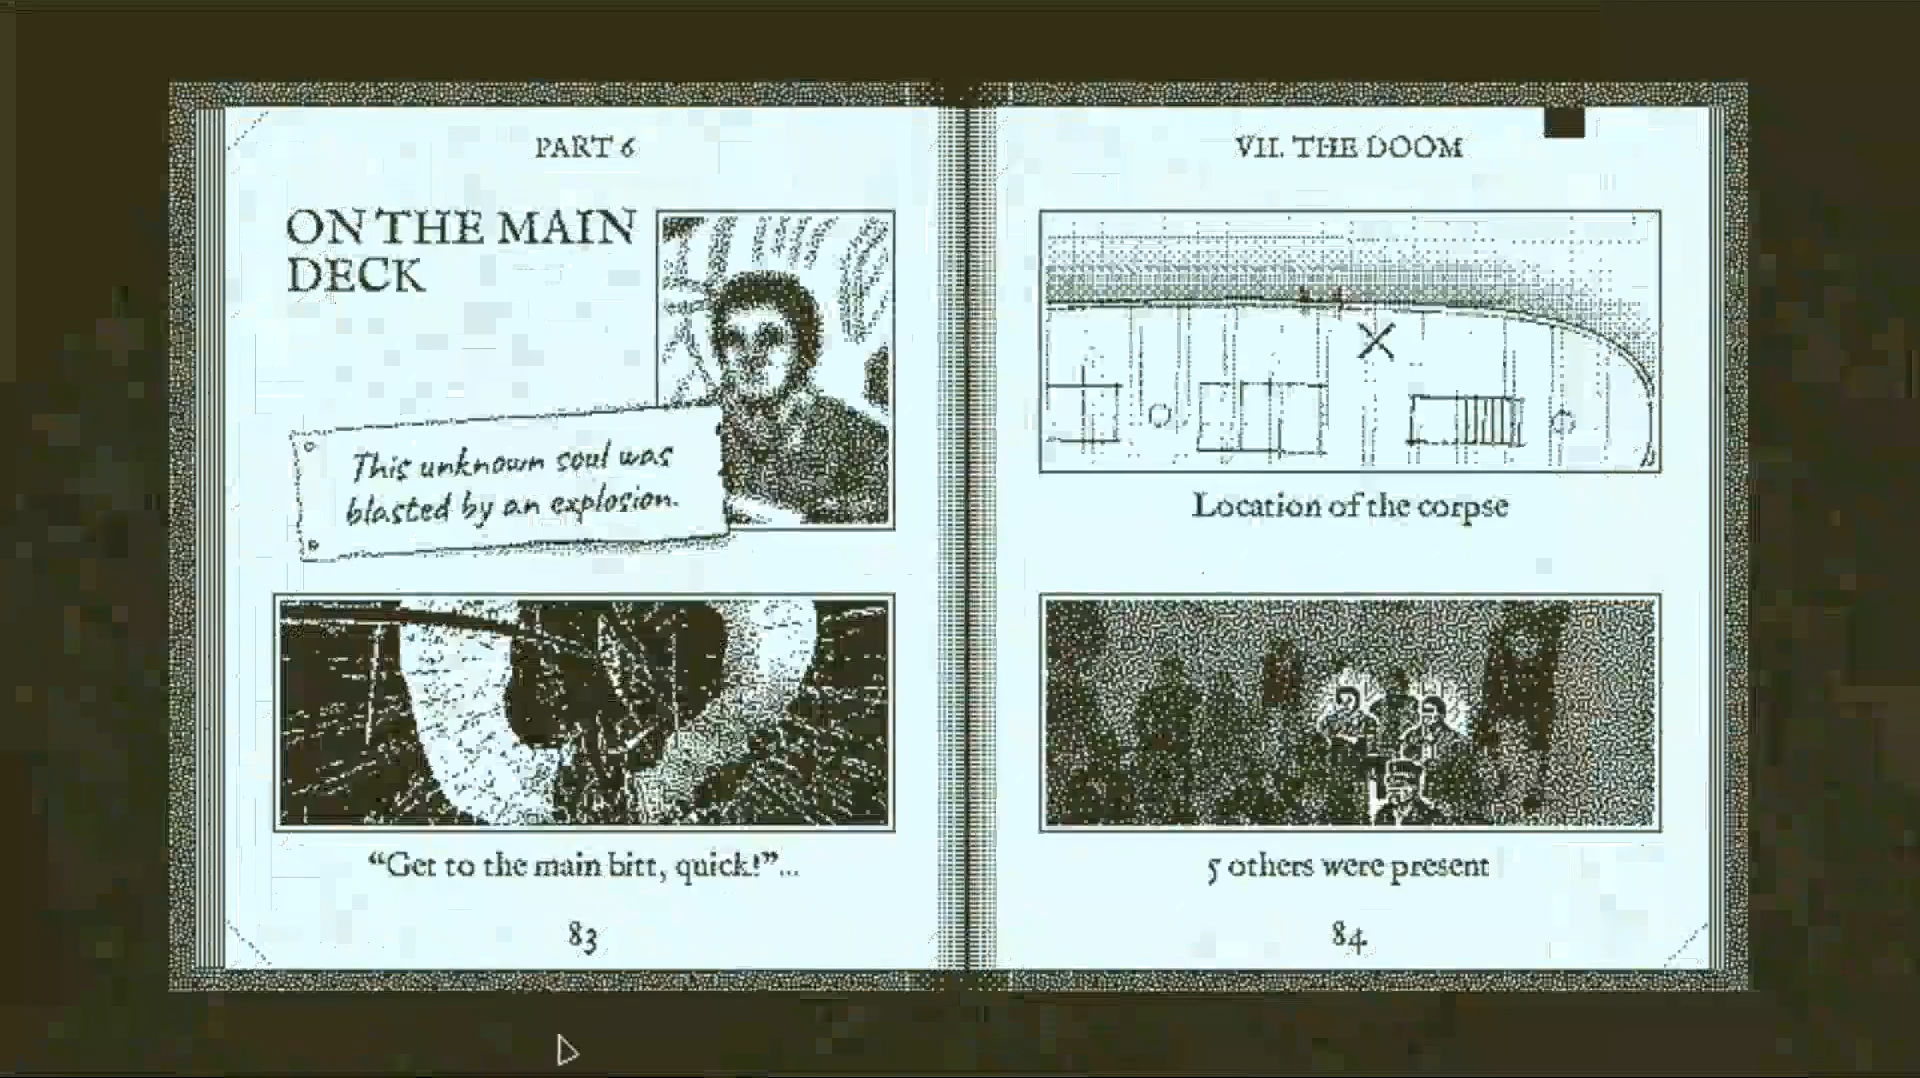 PART 6
ON THE MAIN
DECK
This unknown soul was
blasted by an explosion.
“Get to the main bitt, quick!”...
83
VII. THE DOOM
Location of the corpse
5 others were present
84